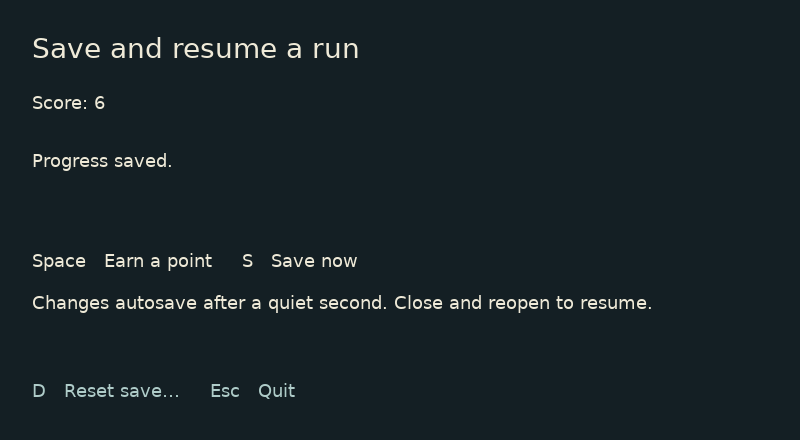 Save and resume a run
Score: 6
Progress saved.
Space Earn a point S Save now
Changes autosave after a quiet second. Close and reopen to resume.
D Reset save... Esc Quit